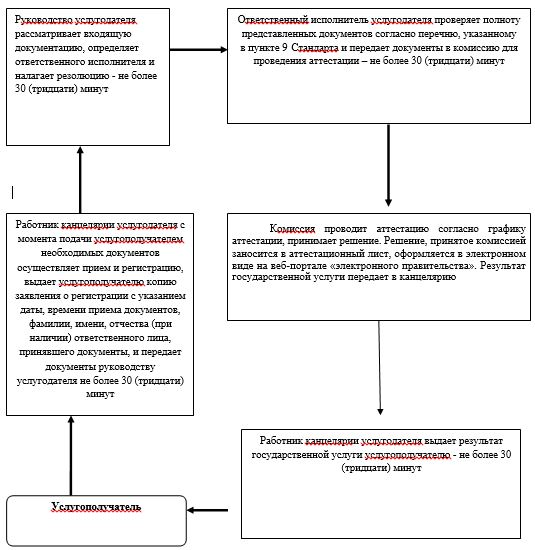 Руководство услугодателя
рассматривает входящую
документацию, определяет
ответственного исполнителя и
налагает резолюцию - не более
30 (тридцати) минут
Ответственный исполнитель услугодателя проверяет полноту
представленных документов согласно перечню, указанному
в пункте 9 Стандарта и передает документы в комиссию для
проведения аттестации – не более 30 (тридцати) минут
Работник канцелярии услугодателя с
момента подачи услугополучателем
необходимых документов
осуществляет прием и регистрацию,
выдает услугополучателю копию
заявления о регистрации с указанием
даты, времени приема документов,
фамилии, имени, отчества (при
наличии) ответственного лица,
принявшего документы, и передает
документы руководству
услугодателя не более 30 (тридцати)
минут
Комиссия проводит аттестацию согласно графику
аттестации, принимает решение. Решение, принятое комиссией
заносится в аттестационный лист, оформляется в электронном
виде на веб-портале «электронного правительства». Результат
государственной услуги передает в канцелярию
Работник канцелярии услугодателя выдает результат
государственной услуги услугополучателю - не более 30
(тридцати) минут
Услугополучатель